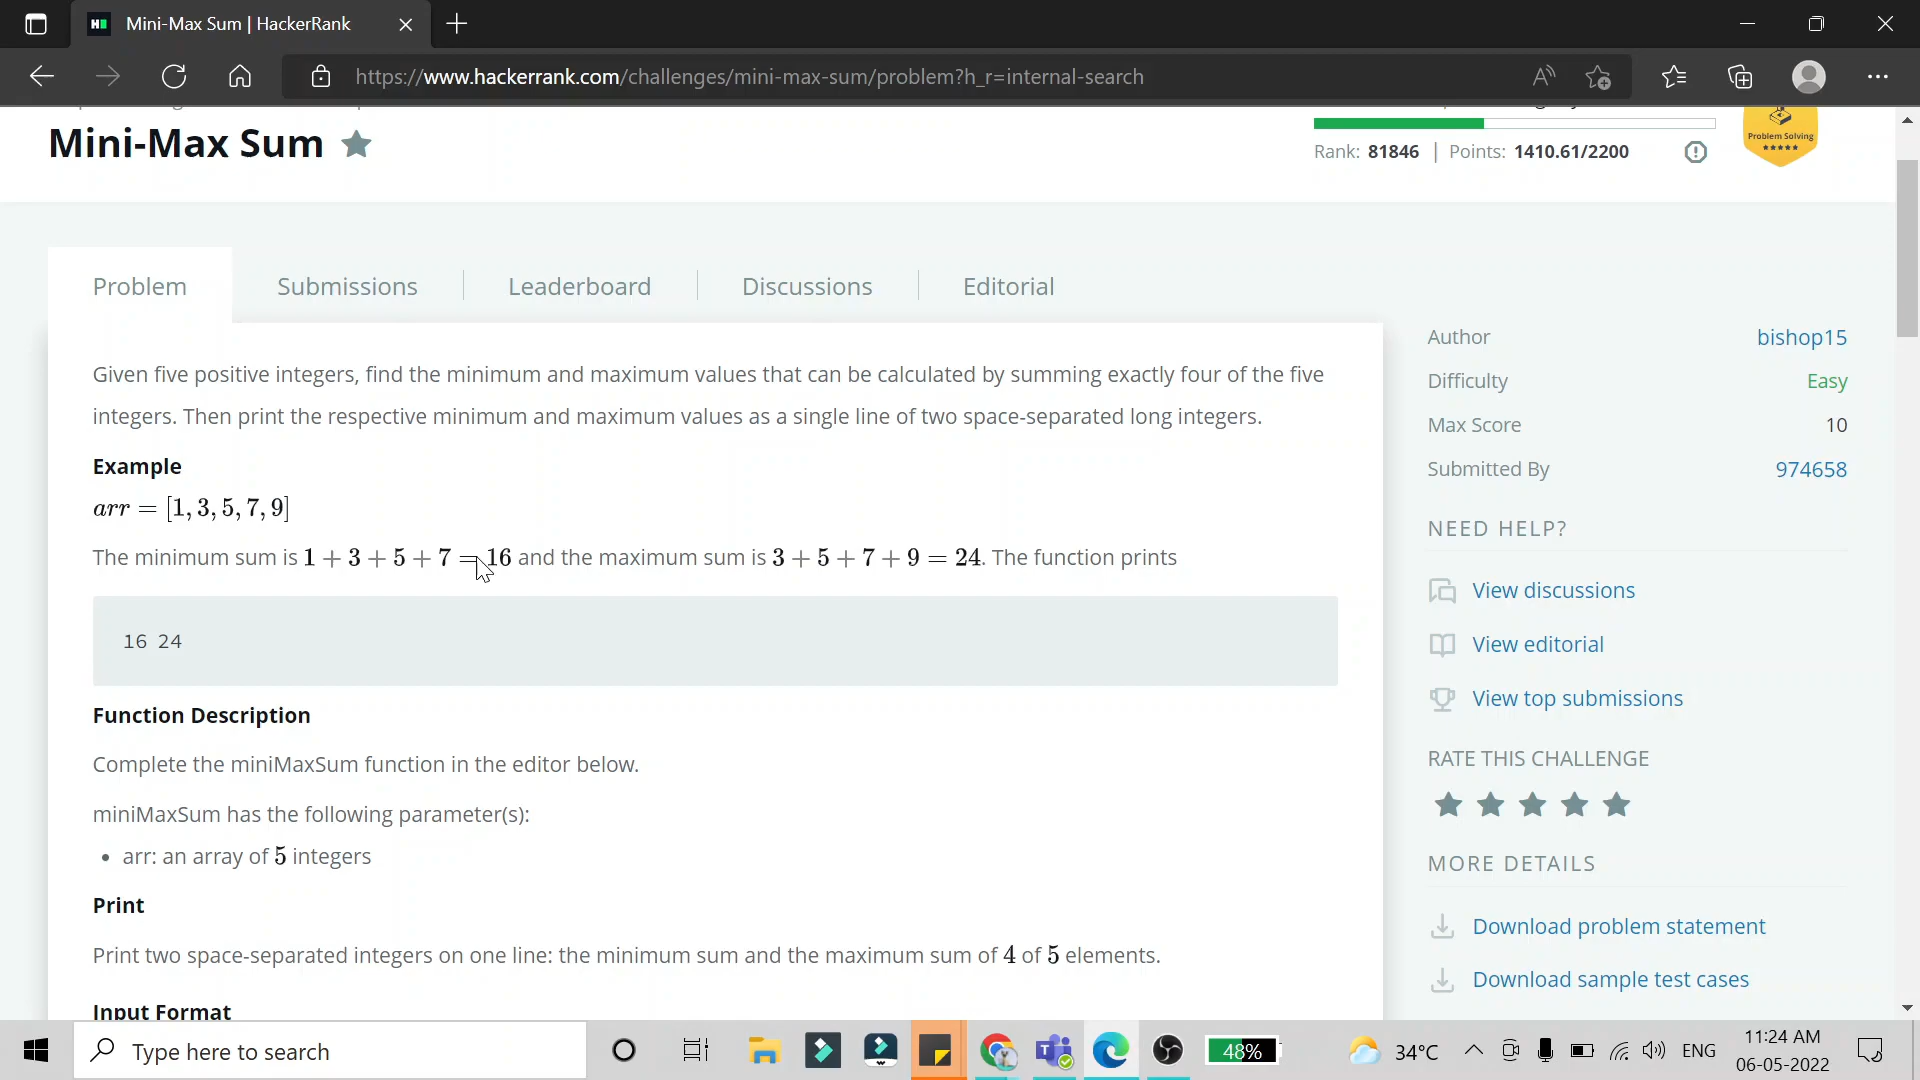 Mini-Max Sum | HackerRank
https://www.hackerrank.com/challenges/mini-max-sum/problem?h_r=internal-search
Mini-Max Sum
Rank: 81846 | Points: 1410.61/2200
Problem Solving
Problem
Submissions
Leaderboard
Discussions
Editorial
Given five positive integers, find the minimum and maximum values that can be calculated by summing exactly four of the five
integers. Then print the respective minimum and maximum values as a single line of two space-separated long integers.
Example
arr = [1, 3, 5, 7, 9]
The minimum sum is 1 + 3 + 5 + 7 = 16 and the maximum sum is 3 + 5 + 7 + 9 = 24. The function prints
16 24
Function Description
Complete the miniMaxSum function in the editor below.
miniMaxSum has the following parameter(s):
• arr: an array of 5 integers
Print
Print two space-separated integers on one line: the minimum sum and the maximum sum of 4 of 5 elements.
Input Format
Author bishop15
Difficulty Easy
Max Score 10
Submitted By 974658
NEED HELP?
View discussions
View editorial
View top submissions
RATE THIS CHALLENGE
MORE DETAILS
Download problem statement
Download sample test cases
Type here to search
48%
34°C
ENG
11:24 AM
06-05-2022